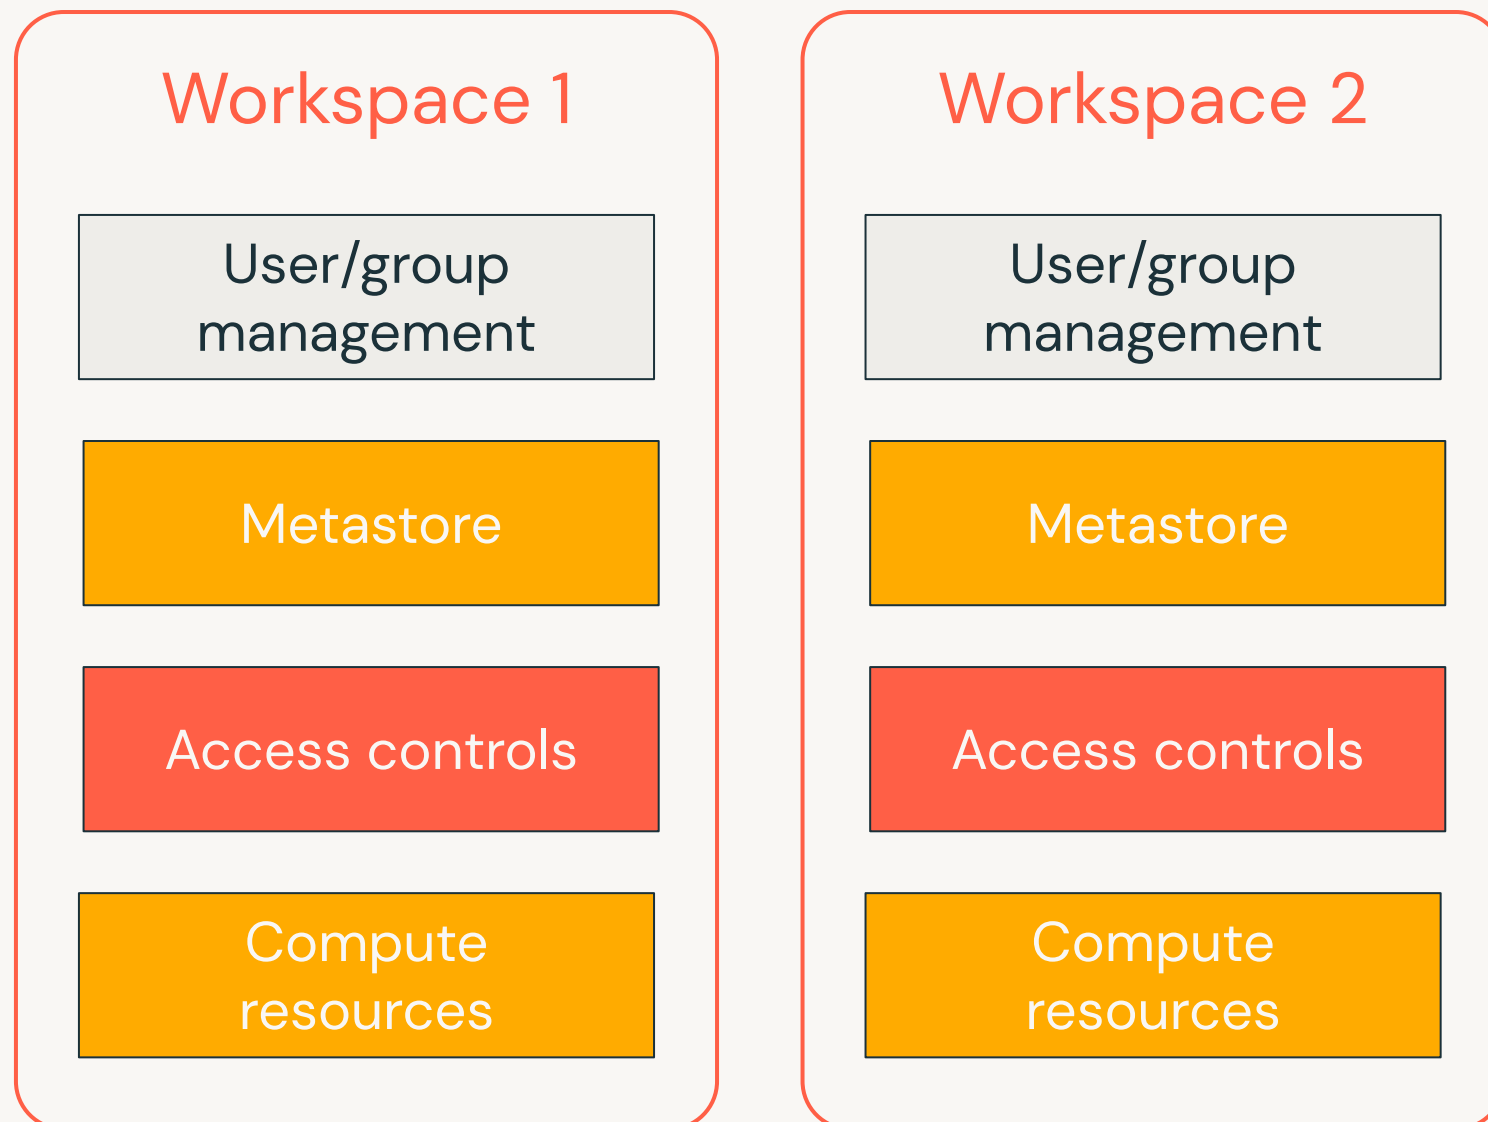 Workspace 1
User/group
management
Metastore
Access controls
Compute
resources
Workspace 2
User/group
management
Metastore
Access controls
Compute
resources